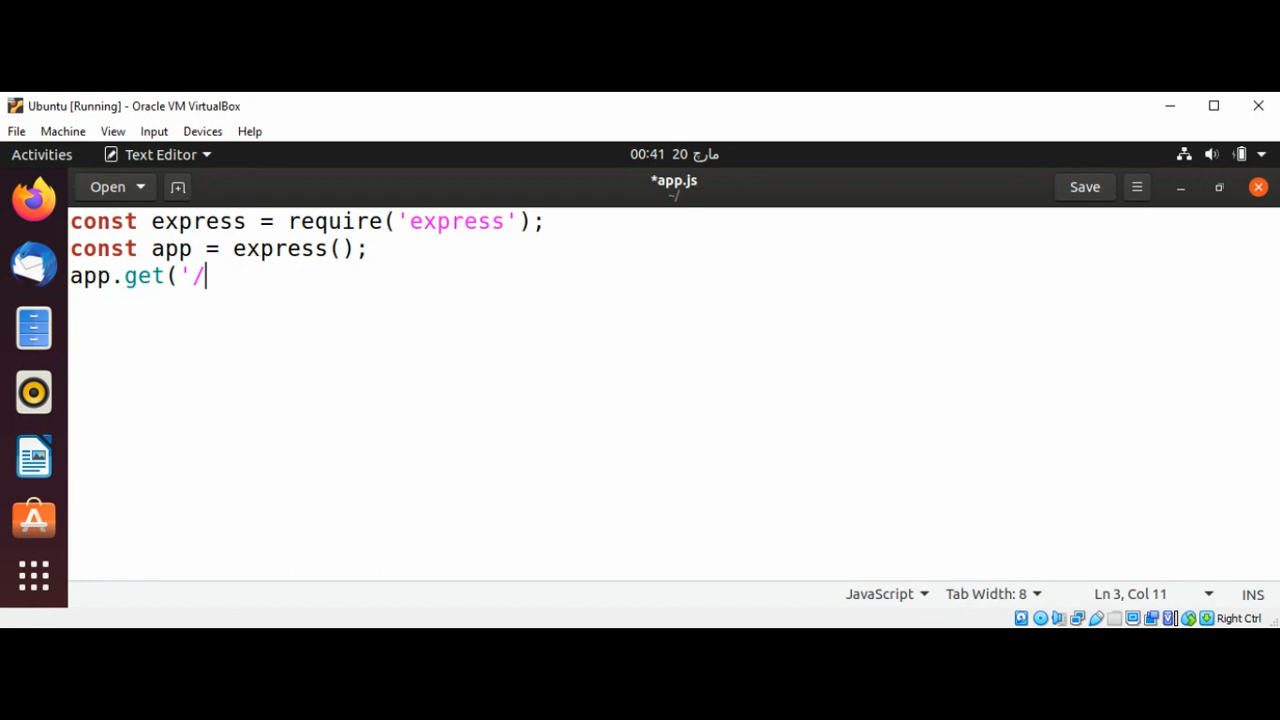 Ubuntu [Running] - Oracle VM VirtualBox
File Machine View Input Devices Help
Activities Text Editor 00:41 20 مارچ
Open *app.js Save
~/
const express = require('express');
const app = express();
app.get('/
JavaScript Tab Width: 8 Ln 3, Col 11 INS
Right Ctrl